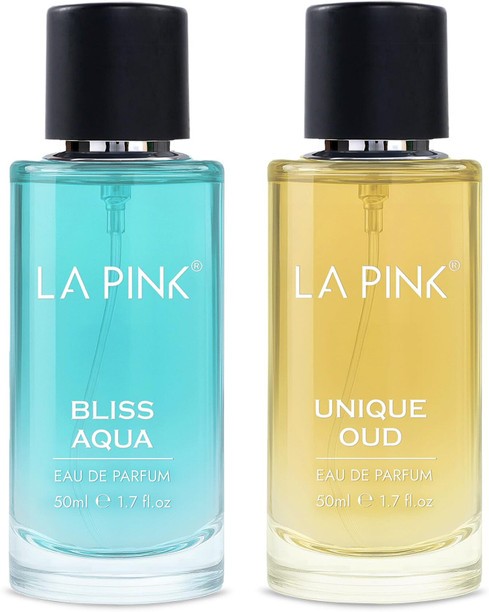 LA PINK®
BLISS
AQUA
EAU DE PARFUM
50ml ℮ 1.7 fl.oz
LA PINK®
UNIQUE
OUD
EAU DE PARFUM
50ml ℮ 1.7 fl.oz